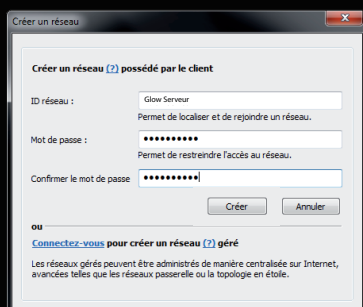 Créer un réseau
Créer un réseau (?) possédé par le client
ID réseau :
Glow Serveur
Permet de localiser et de rejoindre un réseau.
Mot de passe :
●●●●●●●●●●
Permet de restreindre l'accès au réseau.
Confirmer le mot de passe
●●●●●●●●●●
Créer
Annuler
ou
Connectez-vous pour créer un réseau (?) géré
Les réseaux gérés peuvent être administrés de manière centralisée sur Internet,
avancées telles que les réseaux passerelle ou la topologie en étoile.